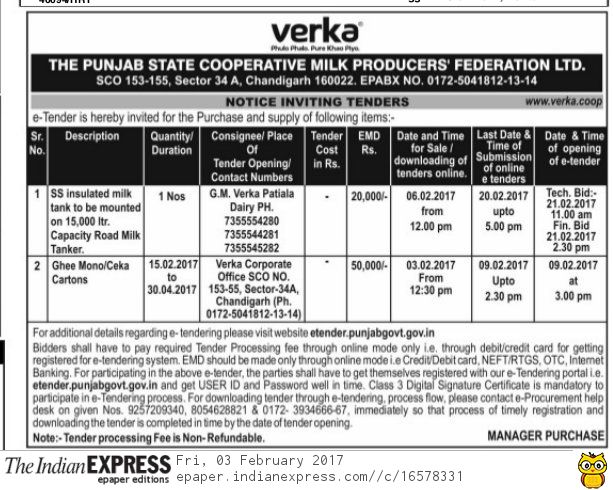 verka
Phulo Phalo. Pure Khao Piyo.
THE PUNJAB STATE COOPERATIVE MILK PRODUCERS' FEDERATION LTD.
SCO 153-155, Sector 34 A, Chandigarh 160022. EPABX NO. 0172-5041812-13-14
NOTICE INVITING TENDERS www.verka.coop
e-Tender is hereby invited for the Purchase and supply of following items:-
Sr. No. Description Quantity/ Duration Consignee/ Place Of Tender Opening/ Contact Numbers Tender Cost in Rs. EMD Rs. Date and Time for Sale / downloading of tenders online. Last Date & Time of Submission of online e tenders Date & Time of opening of e-tender
1 SS insulated milk tank to be mounted on 15,000 ltr. Capacity Road Milk Tanker. 1 Nos G.M. Verka Patiala Dairy PH. 7355554280 7355544281 7355545282 - 20,000/- 06.02.2017 from 12.00 pm 20.02.2017 upto 5.00 pm Tech. Bid:- 21.02.2017 11.00 am Fin. Bid 21.02.2017 2.30 pm
2 Ghee Mono/Ceka Cartons 15.02.2017 to 30.04.2017 Verka Corporate Office SCO NO. 153-55, Sector-34A, Chandigarh (Ph. 0172-5041812-13-14) - 50,000/- 03.02.2017 From 12:30 pm 09.02.2017 Upto 2.30 pm 09.02.2017 at 3.00 pm
For additional details regarding e- tendering please visit website etender.punjabgovt.gov.in
Bidders shall have to pay required Tender Processing fee through online mode only i.e. through debit/credit card for getting
registered for e-tendering system. EMD should be made only through online mode i.e Credit/Debit card, NEFT/RTGS, OTC, Internet
Banking. For participating in the above e-tender, the parties shall have to get themselves registered with our e-Tendering portal i.e.
etender.punjabgovt.gov.in and get USER ID and Password well in time. Class 3 Digital Signature Certificate is mandatory to
participate in e-Tendering process. For downloading tender through e-tendering, process flow, please contact e-Procurement help
desk on given Nos. 9257209340, 8054628821 & 0172- 3934666-67, immediately so that process of timely registration and
downloading the tender is completed in time by the date of tender opening.
Note:- Tender processing Fee is Non- Refundable. MANAGER PURCHASE
The Indian EXPRESS
epaper editions
Fri, 03 February 2017
epaper.indianexpress.com//c/16578331